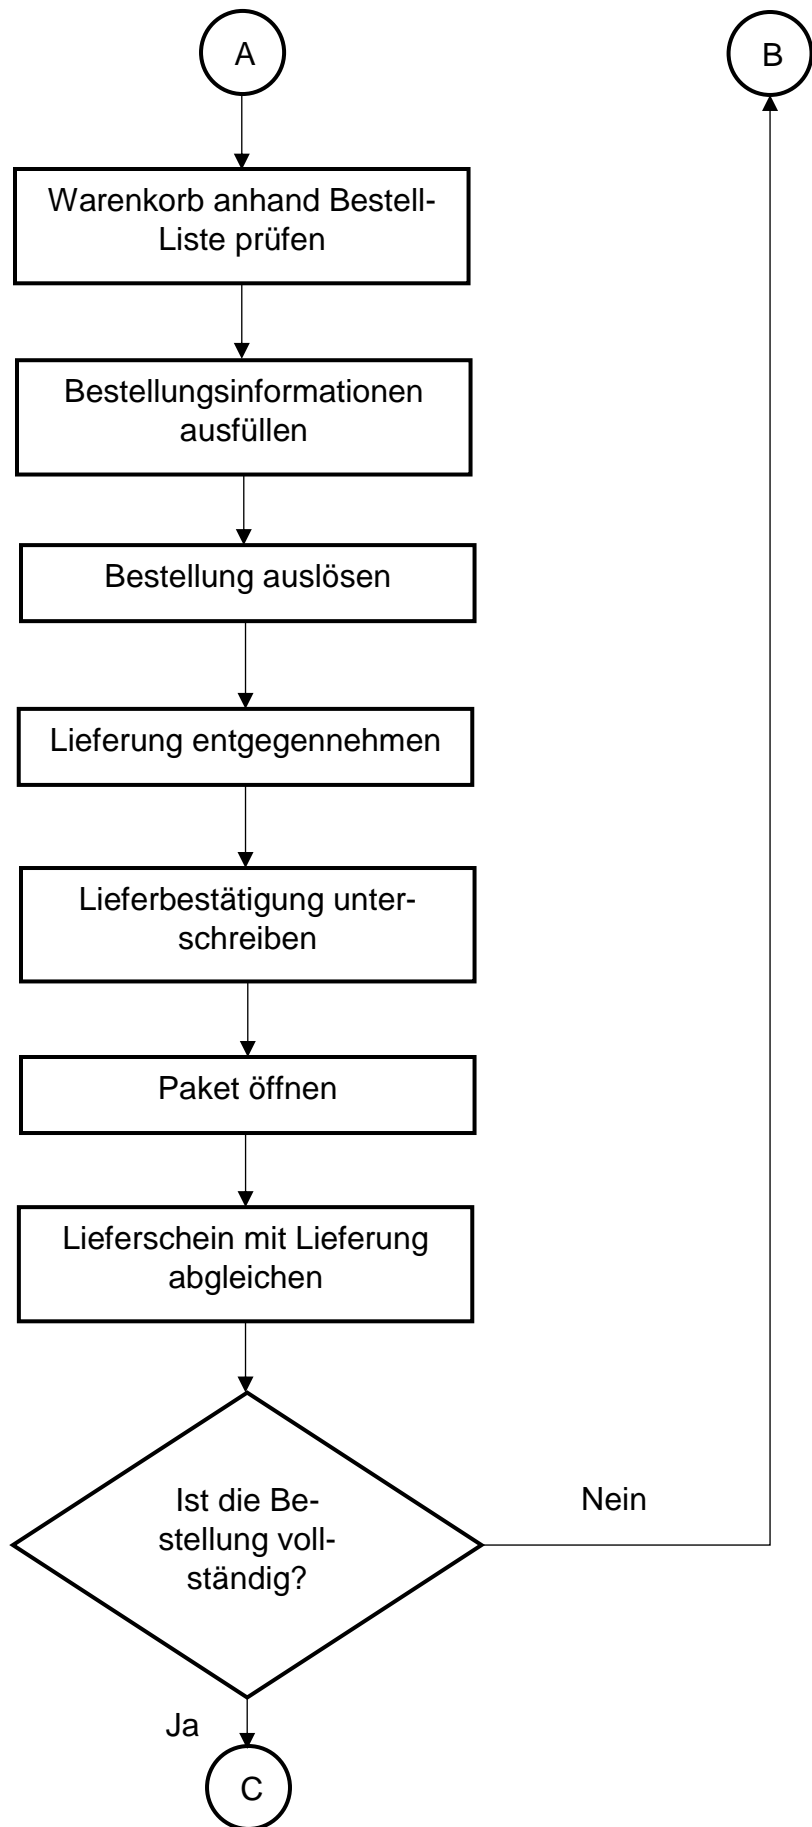 A
B
Warenkorb anhand Bestell-
Liste prüfen
Bestellungsinformationen
ausfüllen
Bestellung auslösen
Lieferung entgegennehmen
Lieferbestätigung unter-
schreiben
Paket öffnen
Lieferschein mit Lieferung
abgleichen
Ist die Be-
stellung voll-
ständig?
Nein
Ja
C